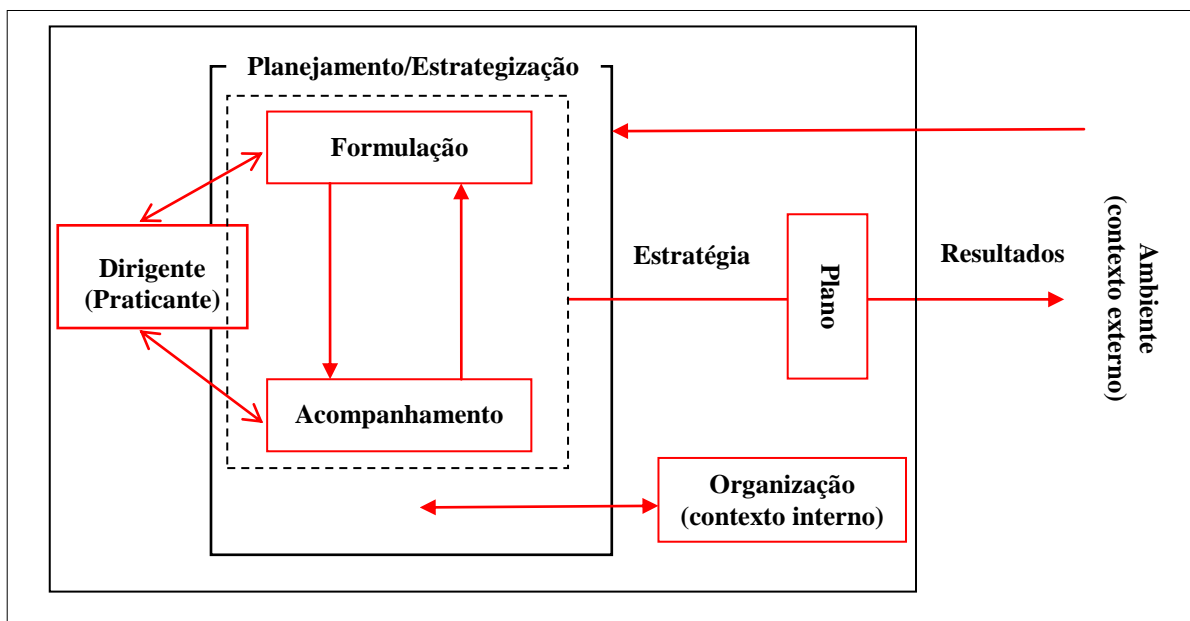 Planejamento/Estrategização
Formulação
Dirigente
(Praticante)
Acompanhamento
Estratégia
Plano
Resultados
Ambiente
(contexto externo)
Organização
(contexto interno)